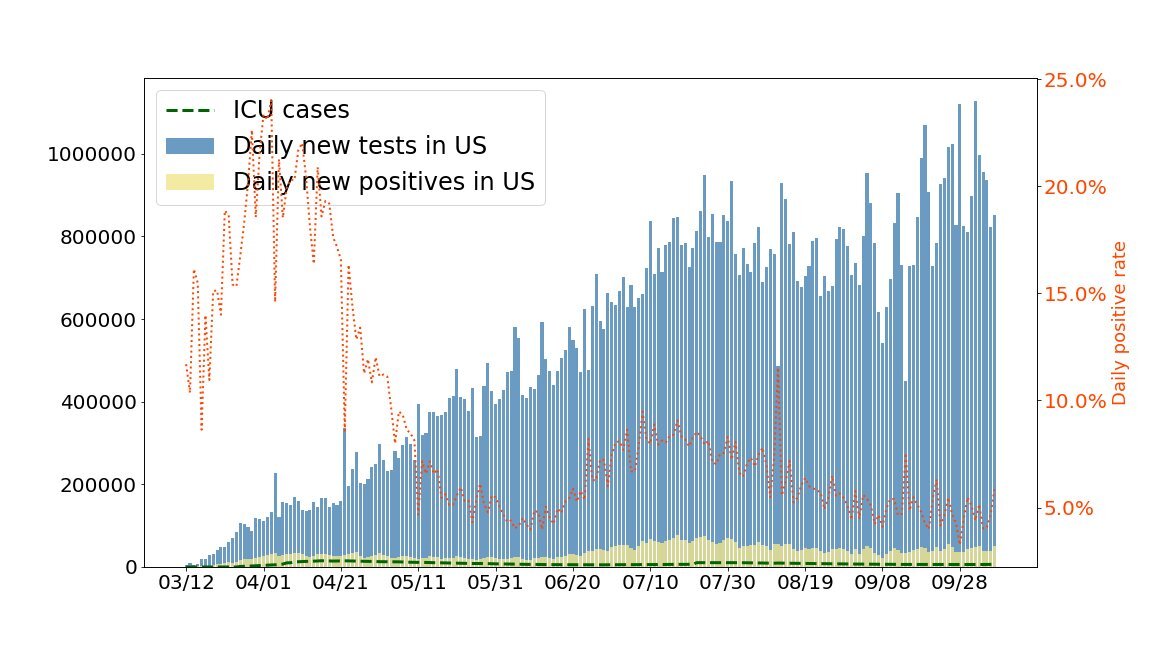 ICU cases
Daily new tests in US
Daily new positives in US
1000000
800000
600000
400000
200000
0
25.0%
20.0%
15.0%
10.0%
5.0%
Daily positive rate
03/12 04/01 04/21 05/11 05/31 06/20 07/10 07/30 08/19 09/08 09/28